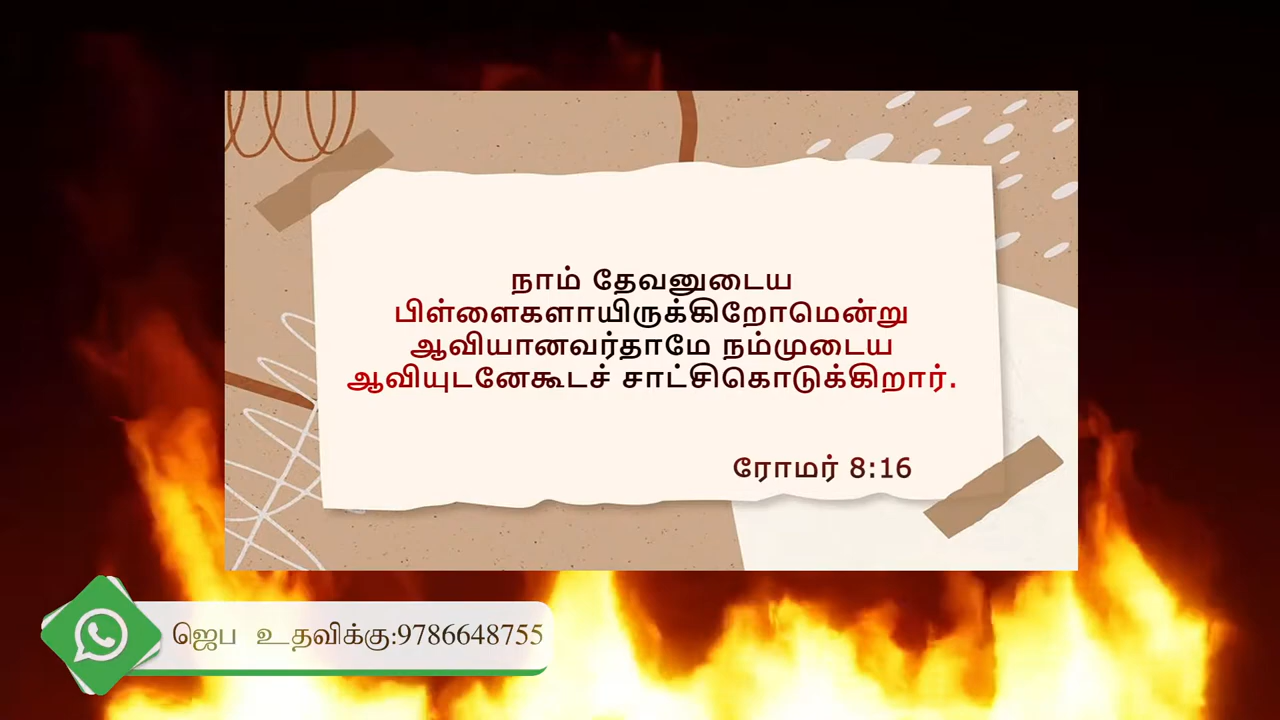 நாம் தேவனுடைய
பிள்ளைகளாயிருக்கிறோமென்று
ஆவியானவர்தாமே நம்முடைய
ஆவியுடனேகூடச் சாட்சிகொடுக்கிறார்.
ரோமர் 8:16
ஜெப உதவிக்கு:9786648755